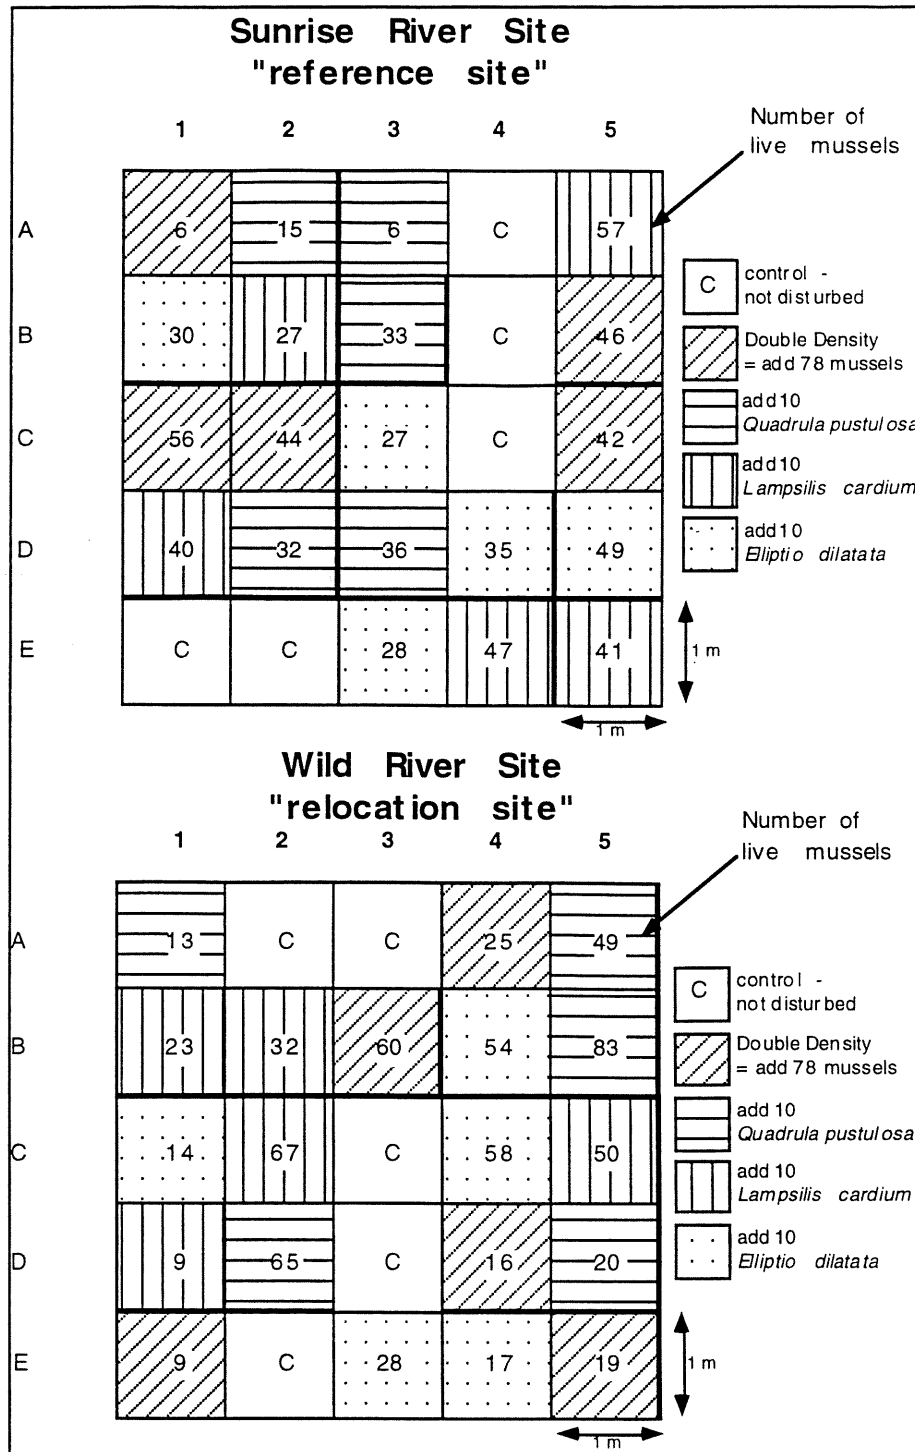 Sunrise River Site
"reference site"
1 2 3 4 5
Number of
live mussels
A 6 15 6 C 57
B 30 27 33 C 46
C 56 44 27 C 42
D 40 32 36 35 49
E C C 28 47 41
C control -
not disturbed
Double Density
= add 78 mussels
add 10
Quadrula pustulosa
add 10
Lampsilis cardium
add 10
Elliptio dilatata
1 m
1 m
Wild River Site
"relocation site"
1 2 3 4 5
Number of
live mussels
A 13 C C 25 49
B 23 32 60 54 83
C 14 67 C 58 50
D 9 65 C 16 20
E 9 C 28 17 19
C control -
not disturbed
Double Density
= add 78 mussels
add 10
Quadrula pustulosa
add 10
Lampsilis cardium
add 10
Elliptio dilatata
1 m
1 m